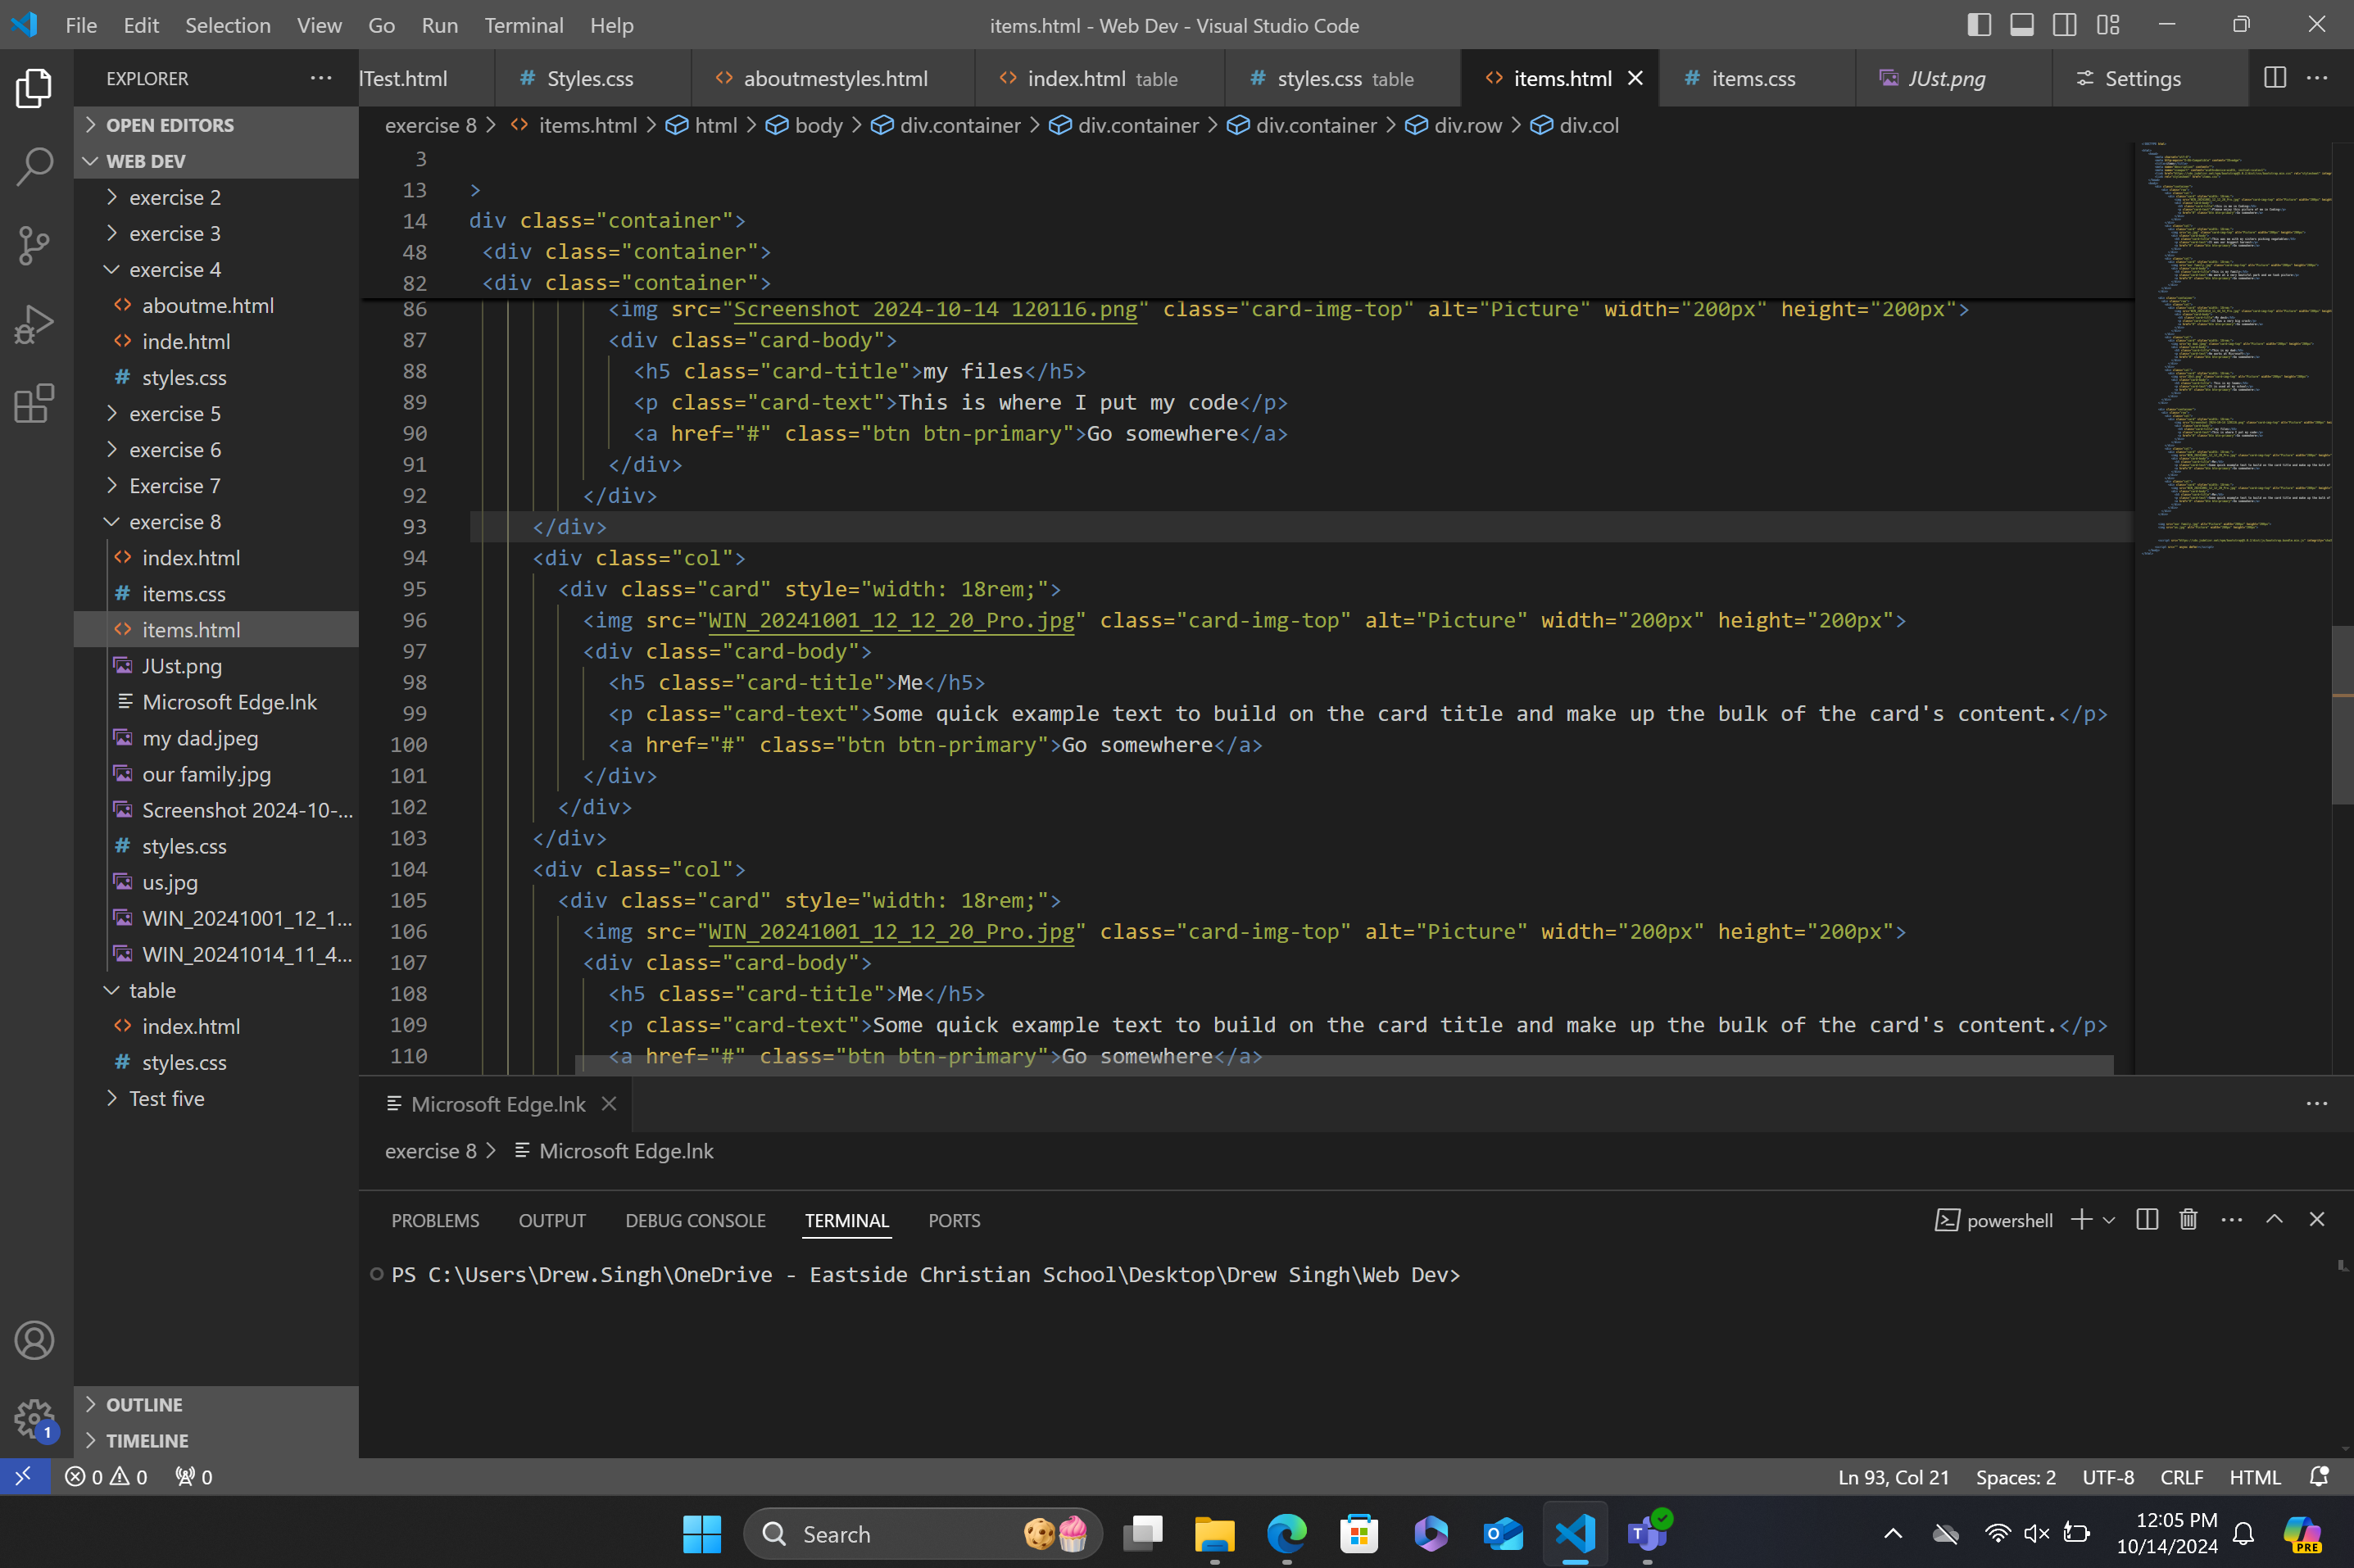 File Edit Selection View Go Run Terminal Help
items.html - Web Dev - Visual Studio Code
EXPLORER
lTest.html Styles.css aboutmestyles.html index.html table styles.css table items.html items.css JUst.png Settings
OPEN EDITORS
WEB DEV
exercise 2
exercise 3
exercise 4
aboutme.html
inde.html
styles.css
exercise 5
exercise 6
Exercise 7
exercise 8
index.html
items.css
items.html
JUst.png
Microsoft Edge.lnk
my dad.jpeg
our family.jpg
Screenshot 2024-10-...
styles.css
us.jpg
WIN_20241001_12_1...
WIN_20241014_11_4...
table
index.html
styles.css
Test five
OUTLINE
TIMELINE
exercise 8 > items.html > html > body > div.container > div.container > div.container > div.row > div.col
3
13 >
14 div class="container">
48 <div class="container">
82 <div class="container">
86 <img src="Screenshot 2024-10-14 120116.png" class="card-img-top" alt="Picture" width="200px" height="200px">
87 <div class="card-body">
88 <h5 class="card-title">my files</h5>
89 <p class="card-text">This is where I put my code</p>
90 <a href="#" class="btn btn-primary">Go somewhere</a>
91 </div>
92 </div>
93 </div>
94 <div class="col">
95 <div class="card" style="width: 18rem;">
96 <img src="WIN_20241001_12_12_20_Pro.jpg" class="card-img-top" alt="Picture" width="200px" height="200px">
97 <div class="card-body">
98 <h5 class="card-title">Me</h5>
99 <p class="card-text">Some quick example text to build on the card title and make up the bulk of the card's content.</p>
100 <a href="#" class="btn btn-primary">Go somewhere</a>
101 </div>
102 </div>
103 </div>
104 <div class="col">
105 <div class="card" style="width: 18rem;">
106 <img src="WIN_20241001_12_12_20_Pro.jpg" class="card-img-top" alt="Picture" width="200px" height="200px">
107 <div class="card-body">
108 <h5 class="card-title">Me</h5>
109 <p class="card-text">Some quick example text to build on the card title and make up the bulk of the card's content.</p>
110 <a href="#" class="btn btn-primary">Go somewhere</a>
Microsoft Edge.lnk
exercise 8 > Microsoft Edge.lnk
PROBLEMS OUTPUT DEBUG CONSOLE TERMINAL PORTS
powershell
PS C:\Users\Drew.Singh\OneDrive - Eastside Christian School\Desktop\Drew Singh\Web Dev>
1
0 0 0
Ln 93, Col 21 Spaces: 2 UTF-8 CRLF HTML
Search
12:05 PM
10/14/2024
PRE